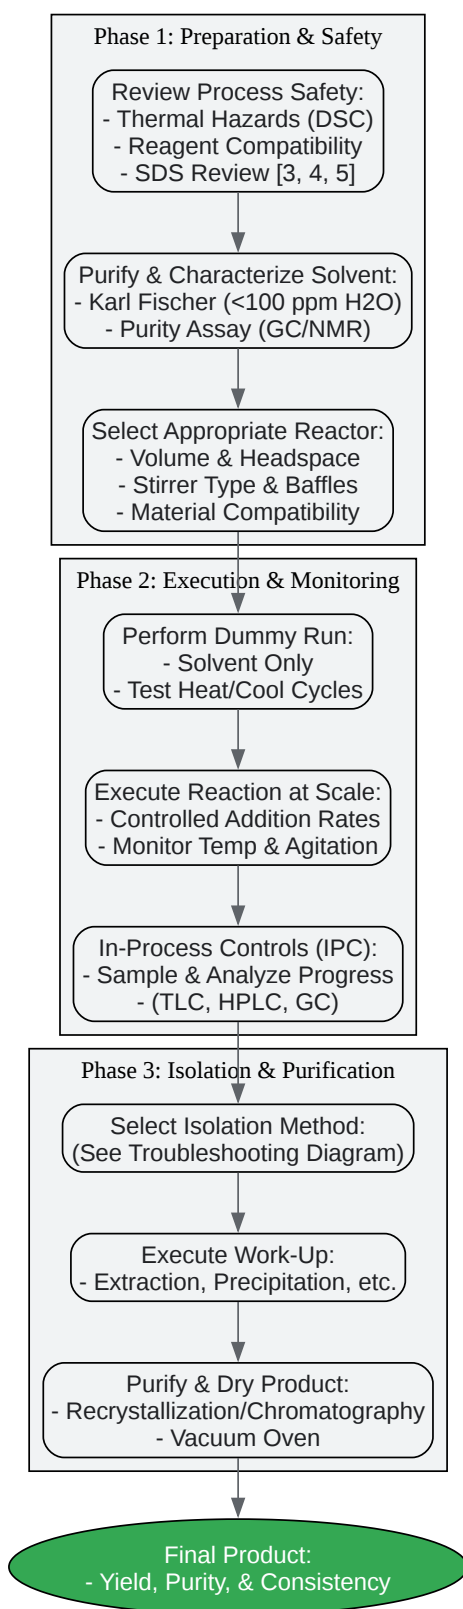 Phase 1: Preparation & Safety
Review Process Safety:
- Thermal Hazards (DSC)
- Reagent Compatibility
- SDS Review [3, 4, 5]
Purify & Characterize Solvent:
- Karl Fischer (<100 ppm H2O)
- Purity Assay (GC/NMR)
Select Appropriate Reactor:
- Volume & Headspace
- Stirrer Type & Baffles
- Material Compatibility
Phase 2: Execution & Monitoring
Perform Dummy Run:
- Solvent Only
- Test Heat/Cool Cycles
Execute Reaction at Scale:
- Controlled Addition Rates
- Monitor Temp & Agitation
In-Process Controls (IPC):
- Sample & Analyze Progress
- (TLC, HPLC, GC)
Phase 3: Isolation & Purification
Select Isolation Method:
(See Troubleshooting Diagram)
Execute Work-Up:
- Extraction, Precipitation, etc.
Purify & Dry Product:
- Recrystallization/Chromatography
- Vacuum Oven
Final Product:
- Yield, Purity, & Consistency